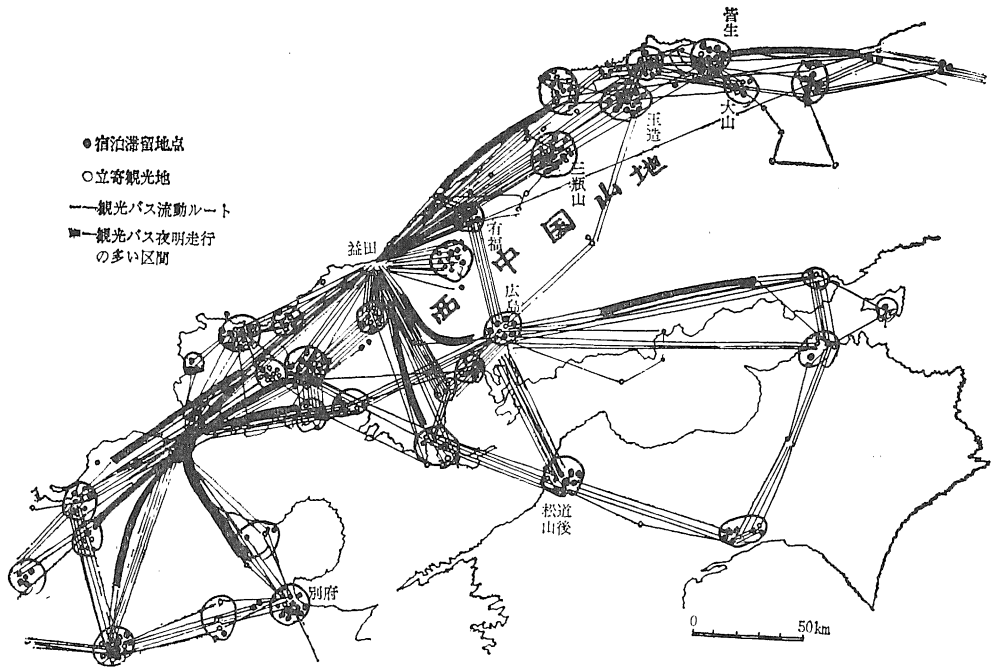 ●宿泊滞留地点
○立寄観光地
観光バス流動ルート
観光バス夜明走行
の多い区間
皆生
大山
玉造
三瓶山
有福
益田
西中国山地
広島
松山
道後
別府
0 50km